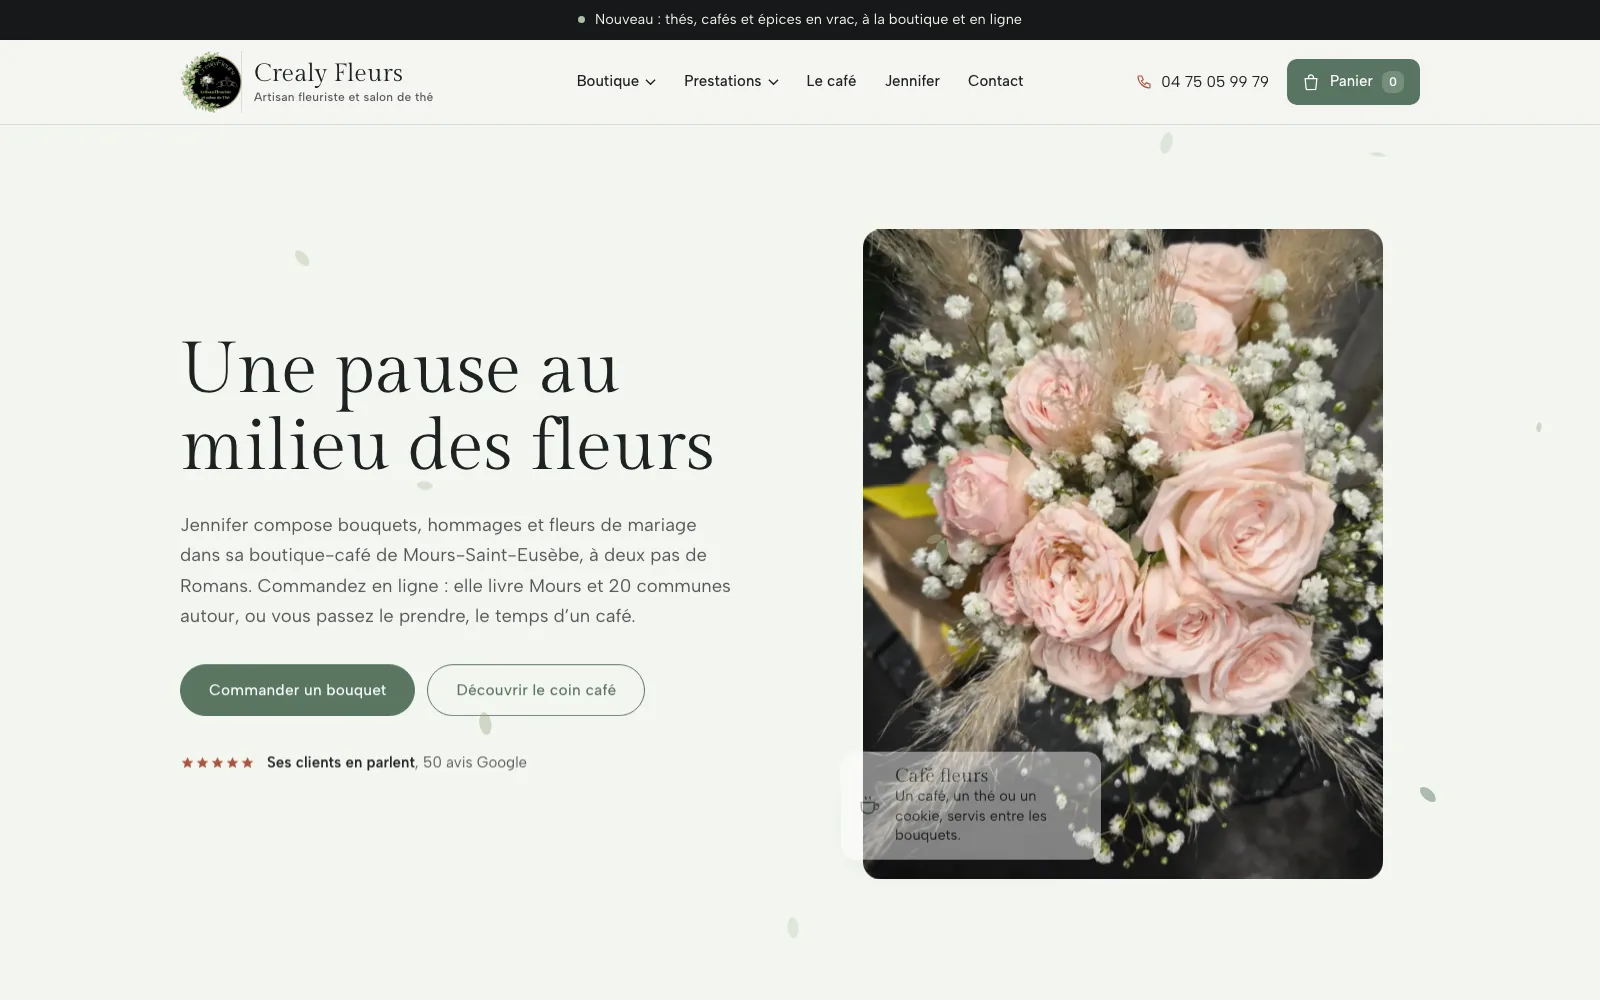 Nouveau : thés, cafés et épices en vrac, à la boutique et en ligne
Crealy Fleurs
Artisan fleuriste et salon de thé
Boutique
Prestations
Le café
Jennifer
Contact
04 75 05 99 79
Panier
0
Une pause au
milieu des fleurs
Jennifer compose bouquets, hommages et fleurs de mariage
dans sa boutique-café de Mours-Saint-Eusèbe, à deux pas de
Romans. Commandez en ligne : elle livre Mours et 20 communes
autour, ou vous passez le prendre, le temps d’un café.
Commander un bouquet
Découvrir le coin café
Ses clients en parlent, 50 avis Google
Café fleurs
Un café, un thé ou un
cookie, servis entre les
bouquets.